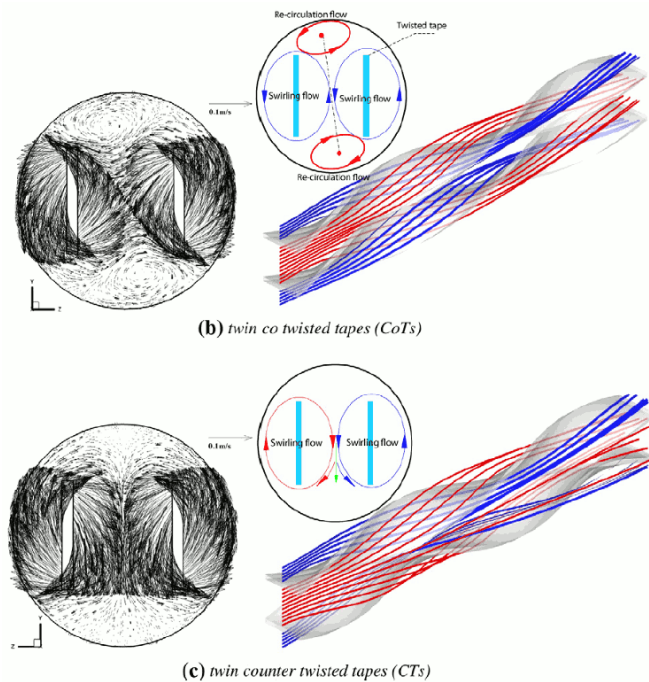 Re-circulation flow
Twisted tape
Swirling flow
Swirling flow
0.1m/s
Re-circulation flow
Y
Z
(b) twin co twisted tapes (CoTs)
0.1m/s
Swirling flow
Swirling flow
Y
Z
(c) twin counter twisted tapes (CTs)